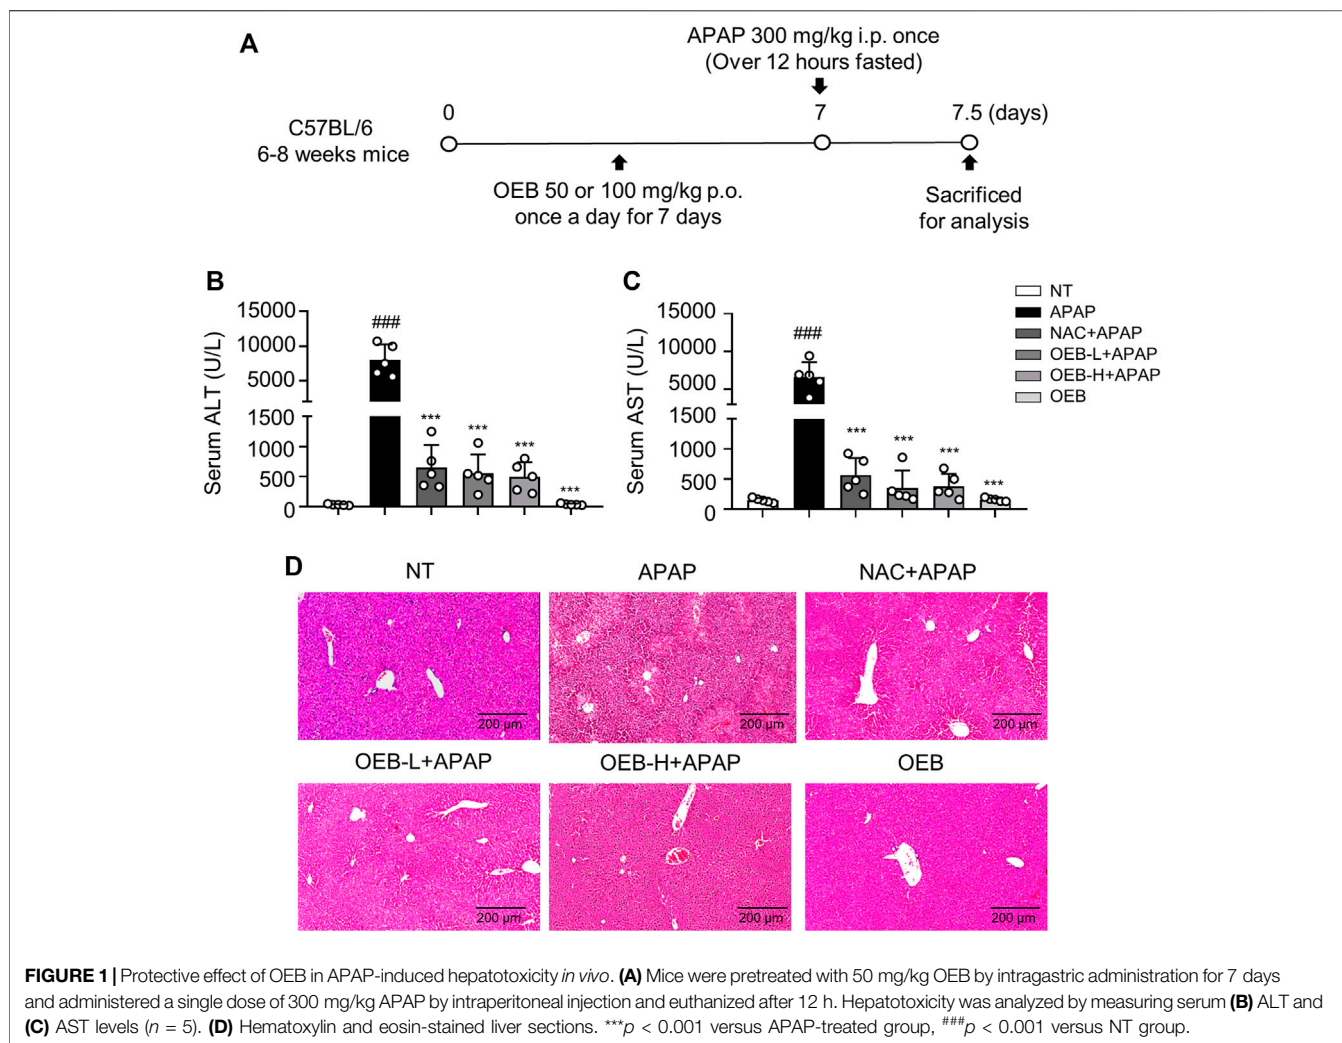 A
APAP 300 mg/kg i.p. once
(Over 12 hours fasted)
0
7
7.5 (days)
C57BL/6
6-8 weeks mice
OEB 50 or 100 mg/kg p.o.
once a day for 7 days
Sacrificed
for analysis
B
Serum ALT (U/L)
15000
10000
5000
1500
1000
500
0
###
***
***
***
***
C
Serum AST (U/L)
15000
10000
5000
1500
1000
500
0
###
***
***
***
***
NT
APAP
NAC+APAP
OEB-L+APAP
OEB-H+APAP
OEB
D
NT
APAP
NAC+APAP
200 µm
200 µm
200 µm
OEB-L+APAP
OEB-H+APAP
OEB
200 µm
200 µm
200 µm
FIGURE 1 | Protective effect of OEB in APAP-induced hepatotoxicity in vivo. (A) Mice were pretreated with 50 mg/kg OEB by intragastric administration for 7 days
and administered a single dose of 300 mg/kg APAP by intraperitoneal injection and euthanized after 12 h. Hepatotoxicity was analyzed by measuring serum (B) ALT and
(C) AST levels (n = 5). (D) Hematoxylin and eosin-stained liver sections. ***p < 0.001 versus APAP-treated group, ###p < 0.001 versus NT group.